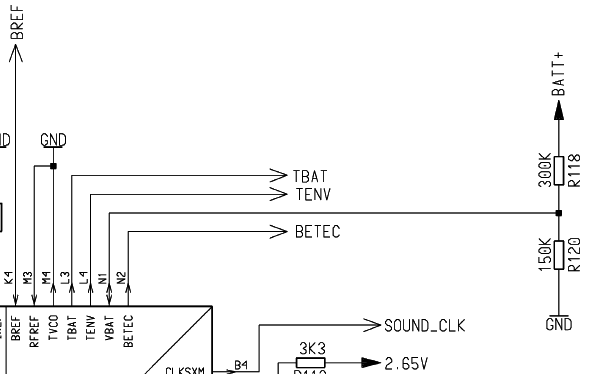 BREF
BATT+
GND
300K
R118
TBAT
TENV
BETEC
150K
R120
K4
M3
M4
L3
L4
N1
N2
BREF
RFREF
TVCO
TBAT
TENV
VBAT
BETEC
GND
SOUND_CLK
3K3
2.65V
B4
CLKSXM